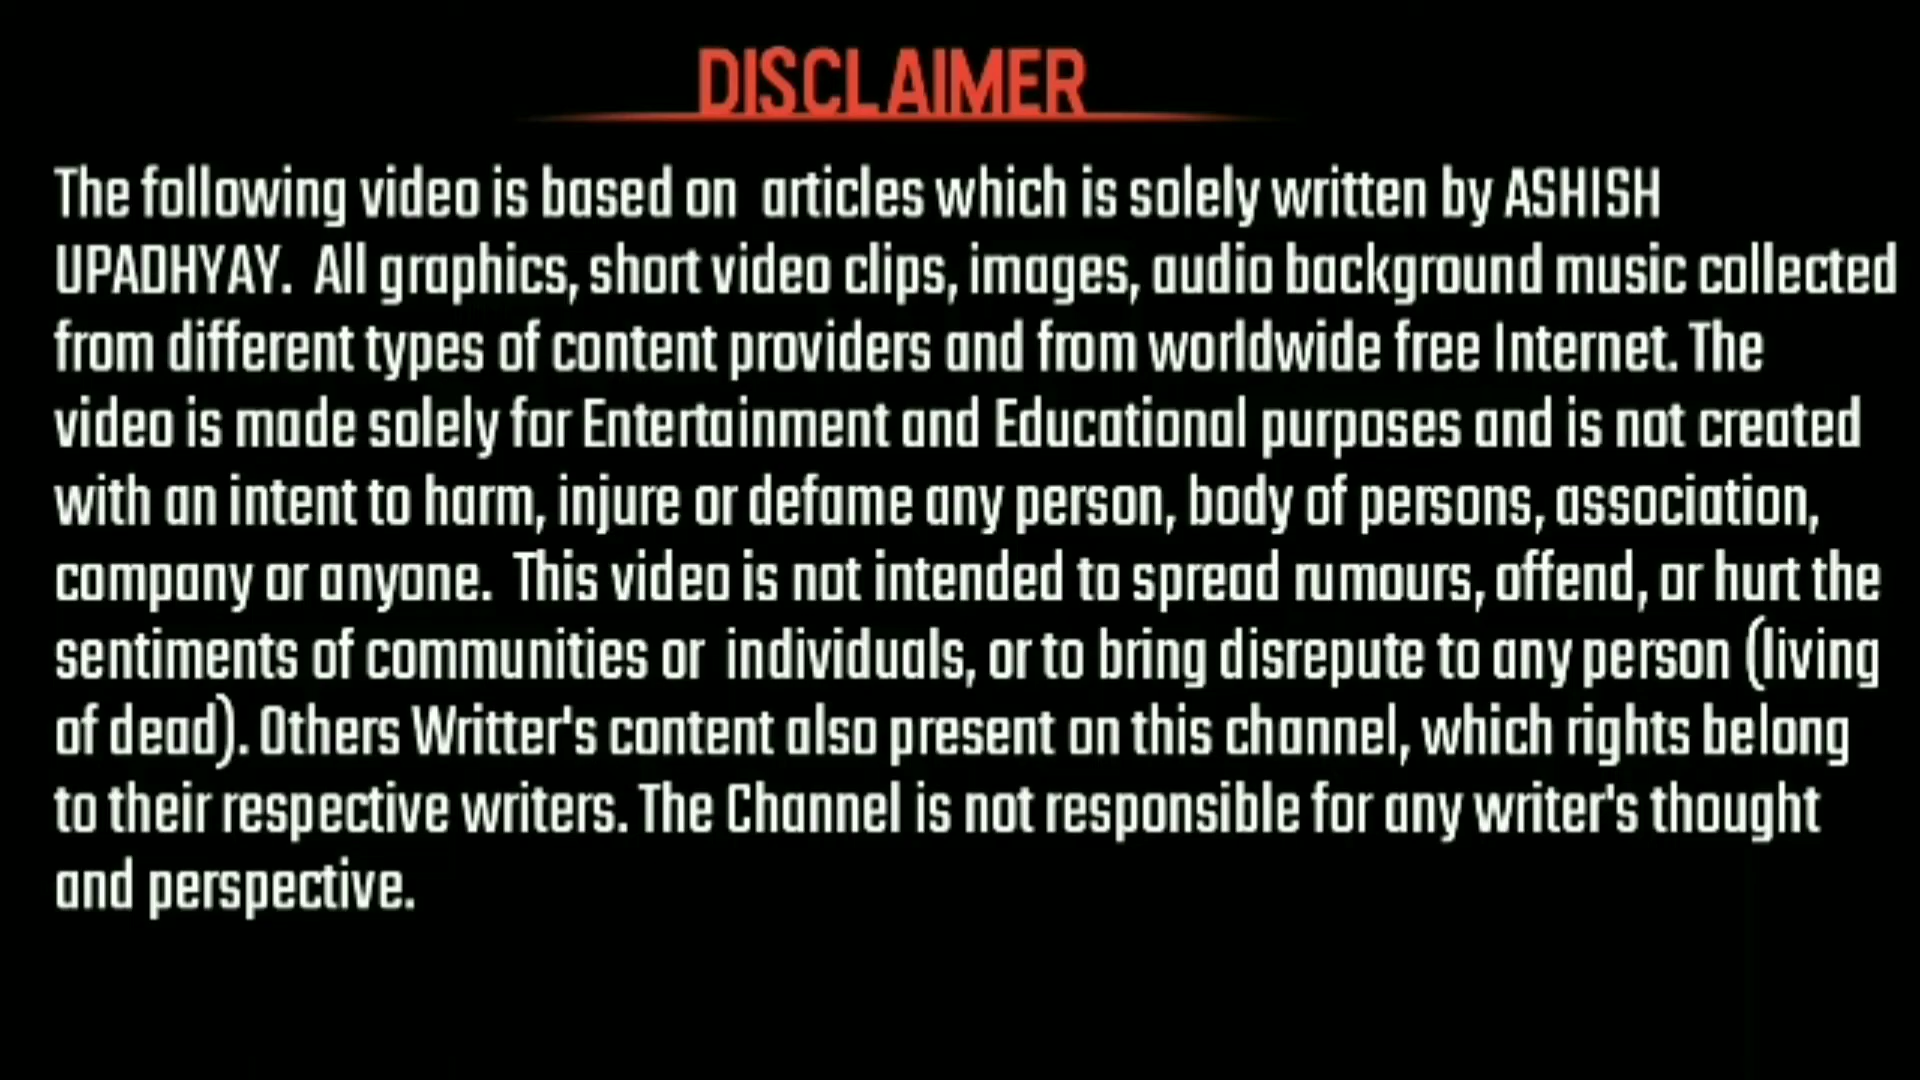 DISCLAIMER
The following video is based on articles which is solely written by ASHISH
UPADHYAY. All graphics, short video clips, images, audio background music collected
from different types of content providers and from worldwide free Internet. The
video is made solely for Entertainment and Educational purposes and is not created
with an intent to harm, injure or defame any person, body of persons, association,
company or anyone. This video is not intended to spread rumours, offend, or hurt the
sentiments of communities or individuals, or to bring disrepute to any person (living
of dead). Others Writter's content also present on this channel, which rights belong
to their respective writers. The Channel is not responsible for any writer's thought
and perspective.